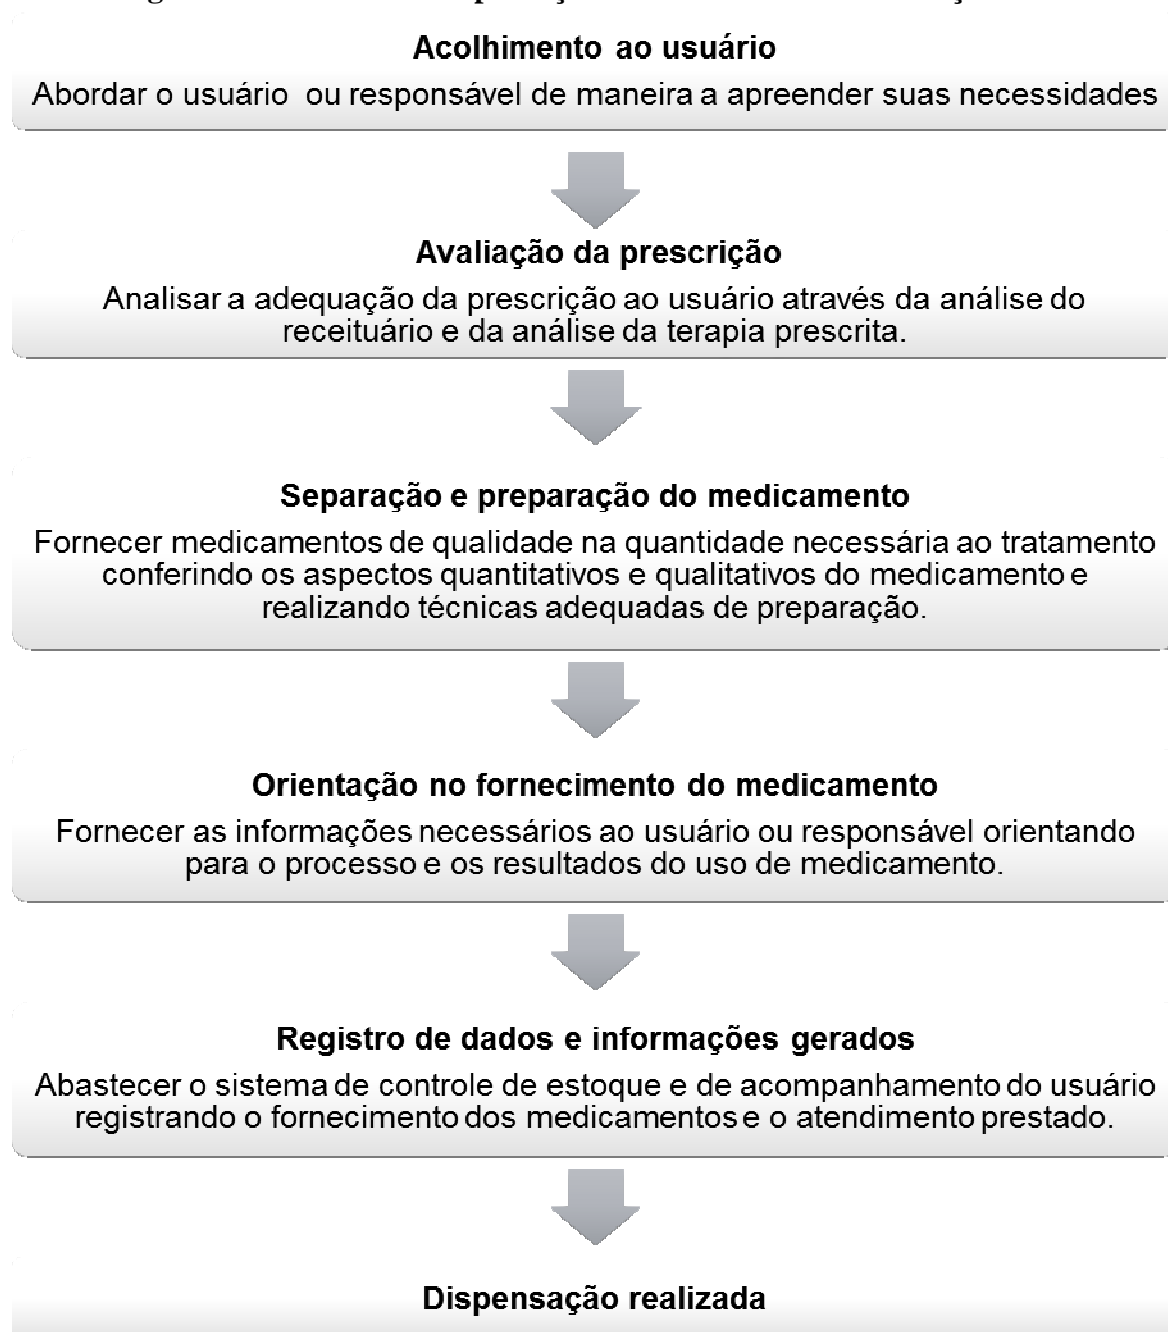 Acolhimento ao usuário
Abordar o usuário ou responsável de maneira a apreender suas necessidades
Avaliação da prescrição
Analisar a adequação da prescrição ao usuário através da análise do
receituário e da análise da terapia prescrita.
Separação e preparação do medicamento
Fornecer medicamentos de qualidade na quantidade necessária ao tratamento
conferindo os aspectos quantitativos e qualitativos do medicamento e
realizando técnicas adequadas de preparação.
Orientação no fornecimento do medicamento
Fornecer as informações necessários ao usuário ou responsável orientando
para o processo e os resultados do uso de medicamento.
Registro de dados e informações gerados
Abastecer o sistema de controle de estoque e de acompanhamento do usuário
registrando o fornecimento dos medicamentos e o atendimento prestado.
Dispensação realizada